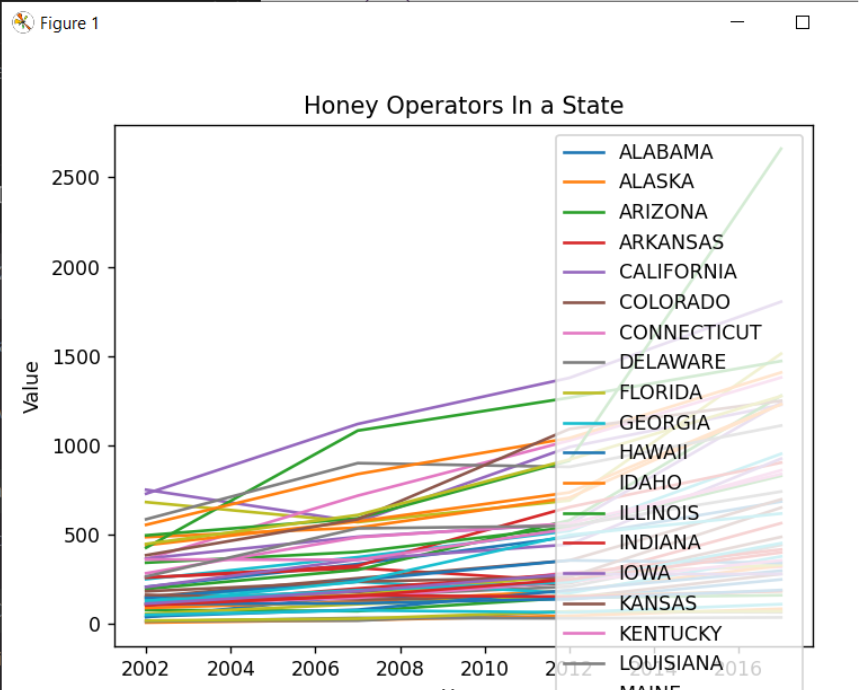 Figure 1
Honey Operators In a State
2500
2000
1500
1000
500
0
Value
2002 2004 2006 2008 2010 2012 2014 2016
ALABAMA
ALASKA
ARIZONA
ARKANSAS
CALIFORNIA
COLORADO
CONNECTICUT
DELAWARE
FLORIDA
GEORGIA
HAWAII
IDAHO
ILLINOIS
INDIANA
IOWA
KANSAS
KENTUCKY
LOUISIANA
MAINE